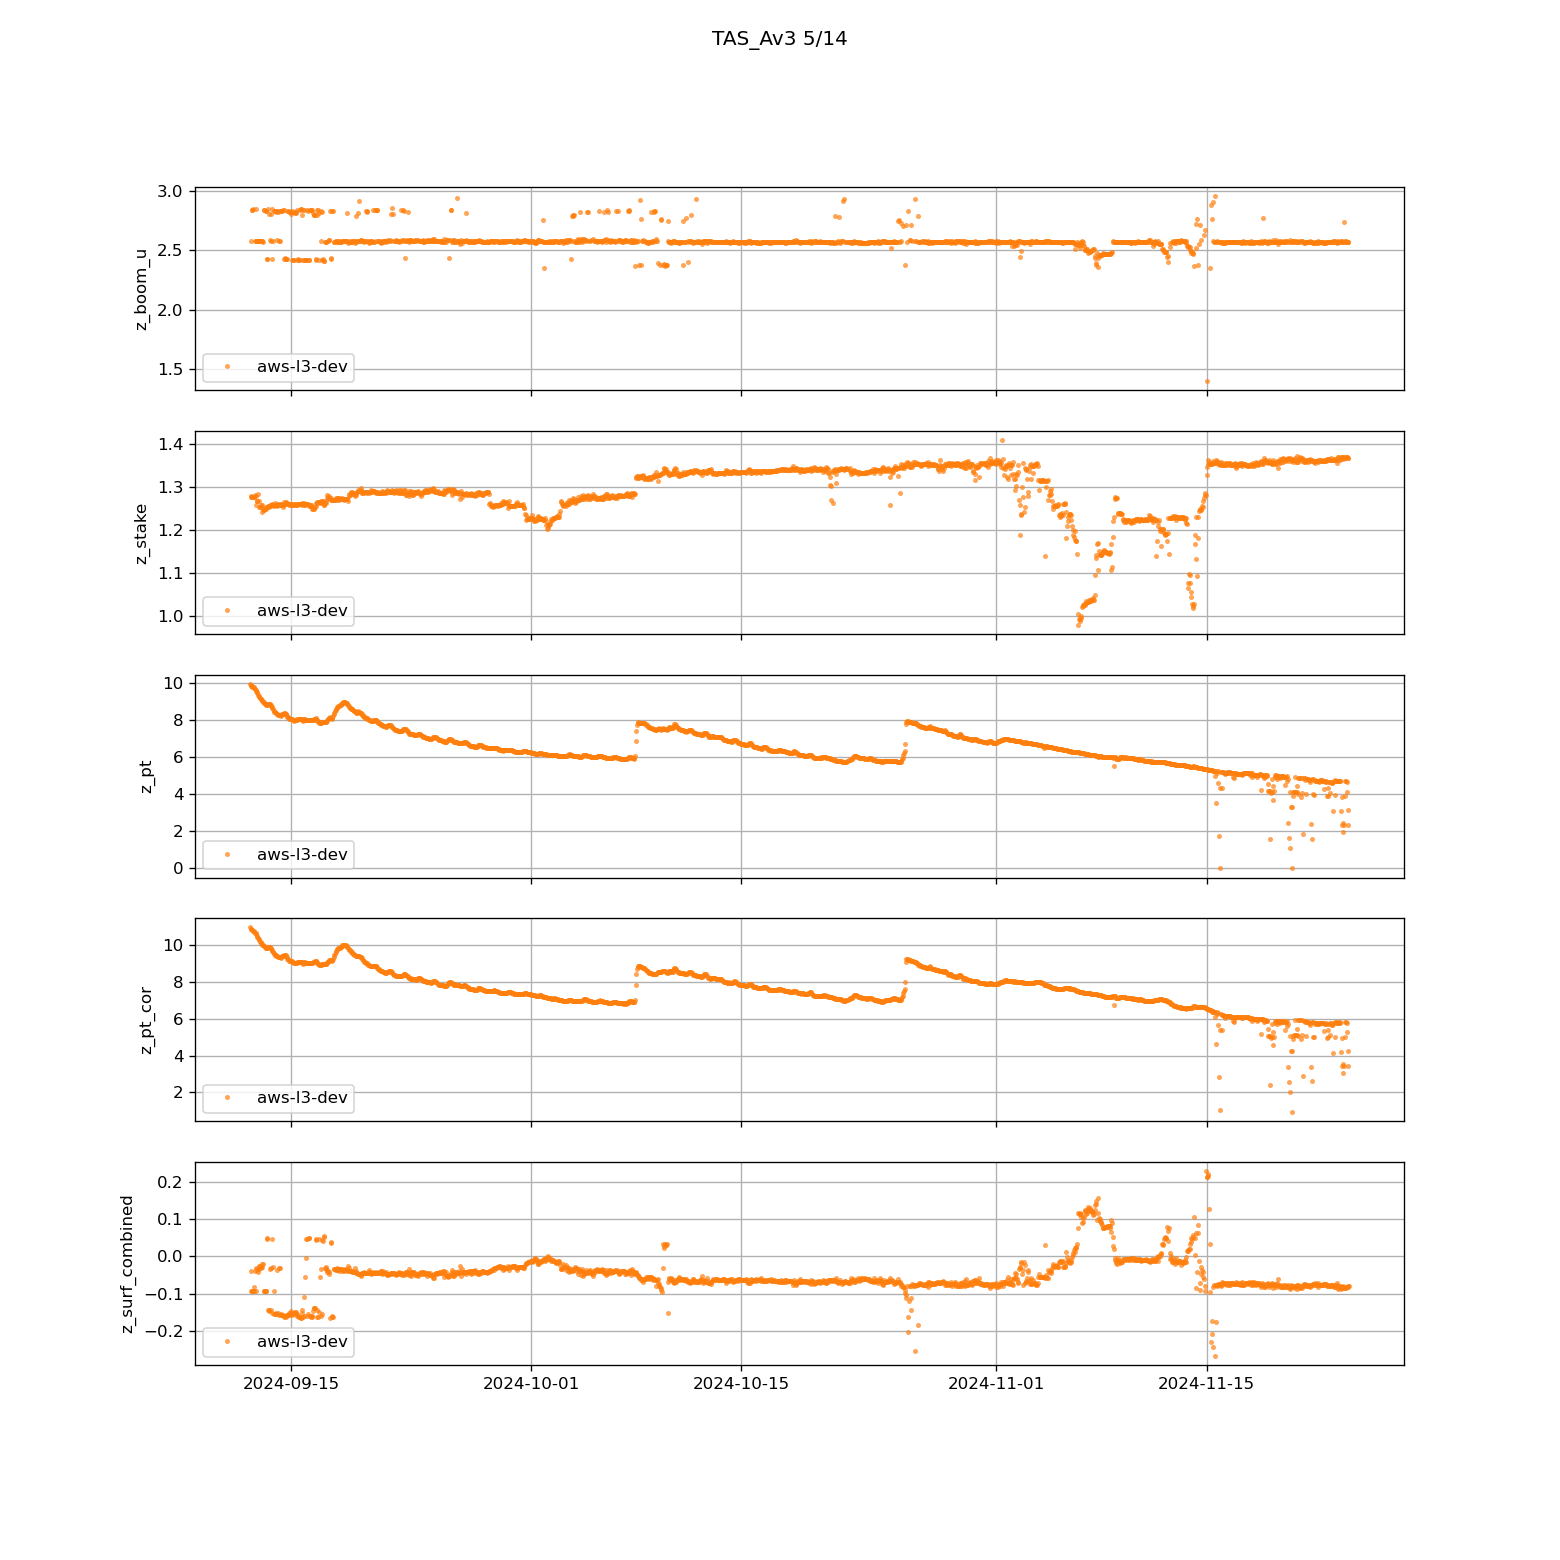 TAS_Av3 5/14
3.0
2.5
2.0
1.5
z_boom_u
aws-l3-dev
1.4
1.3
1.2
1.1
1.0
z_stake
aws-l3-dev
10
8
6
4
2
0
z_pt
aws-l3-dev
10
8
6
4
2
z_pt_cor
aws-l3-dev
0.2
0.1
0.0
−0.1
−0.2
z_surf_combined
aws-l3-dev
2024-09-15 2024-10-01 2024-10-15 2024-11-01 2024-11-15